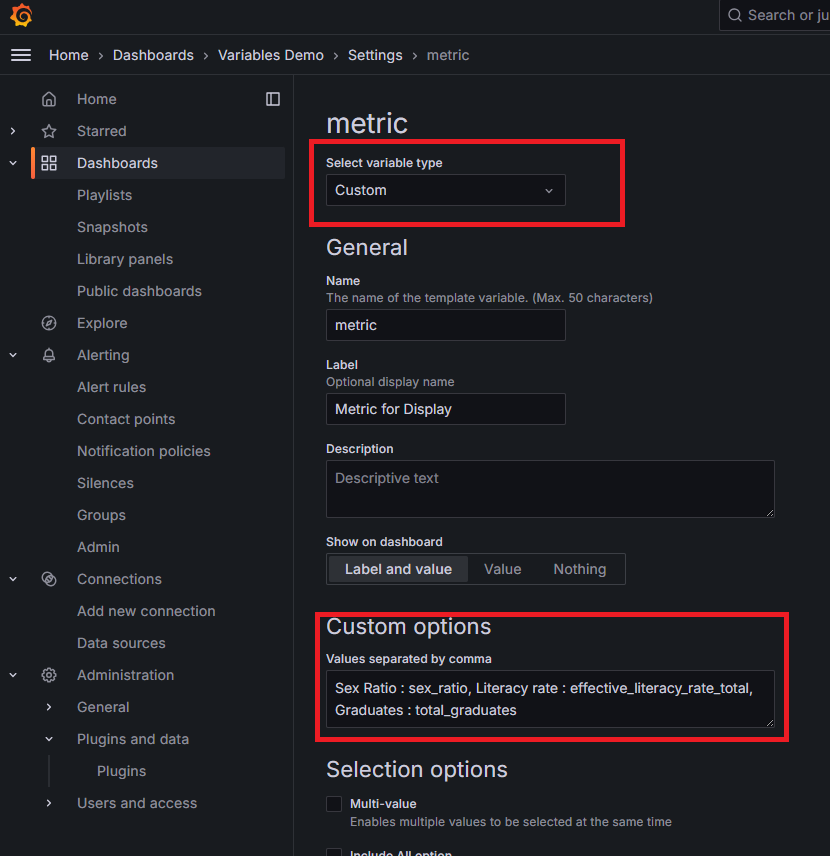 Search or ju
Home › Dashboards › Variables Demo › Settings › metric
Home
Starred
Dashboards
Playlists
Snapshots
Library panels
Public dashboards
Explore
Alerting
Alert rules
Contact points
Notification policies
Silences
Groups
Admin
Connections
Add new connection
Data sources
Administration
General
Plugins and data
Plugins
Users and access
metric
Select variable type
Custom
General
Name
The name of the template variable. (Max. 50 characters)
metric
Label
Optional display name
Metric for Display
Description
Descriptive text
Show on dashboard
Label and value Value Nothing
Custom options
Values separated by comma
Sex Ratio : sex_ratio, Literacy rate : effective_literacy_rate_total,
Graduates : total_graduates
Selection options
Multi-value
Enables multiple values to be selected at the same time
Include All option